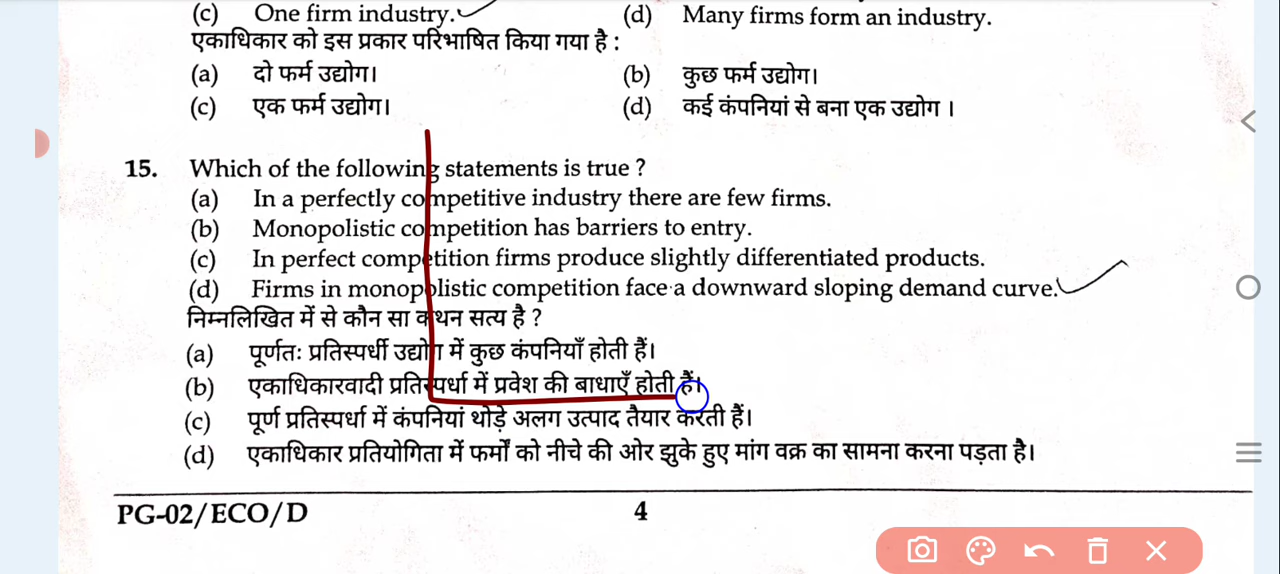 (c) One firm industry. (d) Many firms form an industry.
एकाधिकार को इस प्रकार परिभाषित किया गया है :
(a) दो फर्म उद्योग। (b) कुछ फर्म उद्योग।
(c) एक फर्म उद्योग। (d) कई कंपनियां से बना एक उद्योग ।
15. Which of the following statements is true ?
(a) In a perfectly competitive industry there are few firms.
(b) Monopolistic competition has barriers to entry.
(c) In perfect competition firms produce slightly differentiated products.
(d) Firms in monopolistic competition face a downward sloping demand curve.
निम्नलिखित में से कौन सा कथन सत्य है ?
(a) पूर्णतः प्रतिस्पर्धी उद्योग में कुछ कंपनियाँ होती हैं।
(b) एकाधिकारवादी प्रतिस्पर्धा में प्रवेश की बाधाएँ होती हैं।
(c) पूर्ण प्रतिस्पर्धा में कंपनियां थोड़े अलग उत्पाद तैयार करती हैं।
(d) एकाधिकार प्रतियोगिता में फर्मों को नीचे की ओर झुके हुए मांग वक्र का सामना करना पड़ता है।
PG-02/ECO/D 4